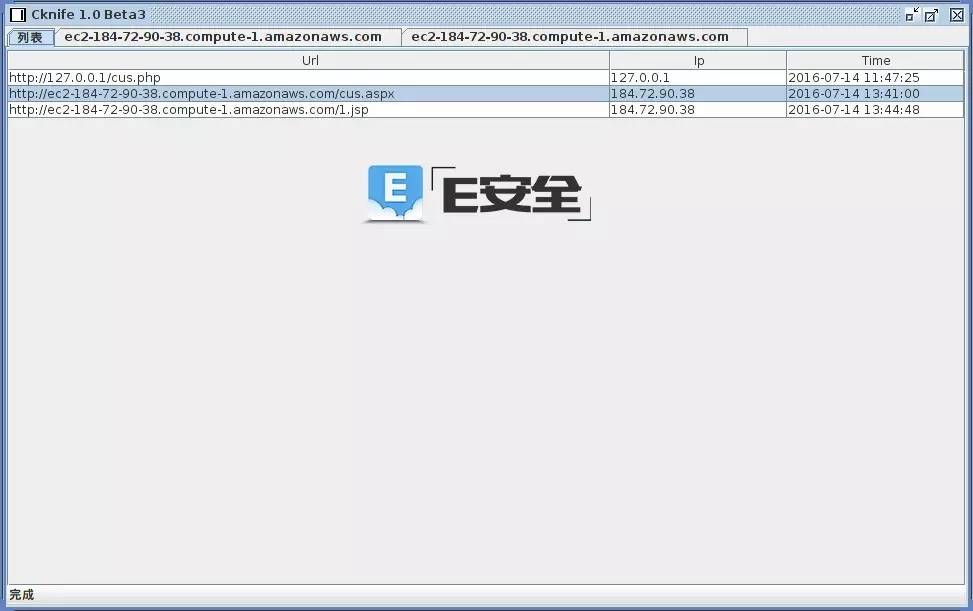 Cknife 1.0 Beta3
列表 ec2-184-72-90-38.compute-1.amazonaws.com ec2-184-72-90-38.compute-1.amazonaws.com
Url Ip Time
http://127.0.0.1/cus.php 127.0.0.1 2016-07-14 11:47:25
http://ec2-184-72-90-38.compute-1.amazonaws.com/cus.aspx 184.72.90.38 2016-07-14 13:41:00
http://ec2-184-72-90-38.compute-1.amazonaws.com/1.jsp 184.72.90.38 2016-07-14 13:44:48
E E安全
完成